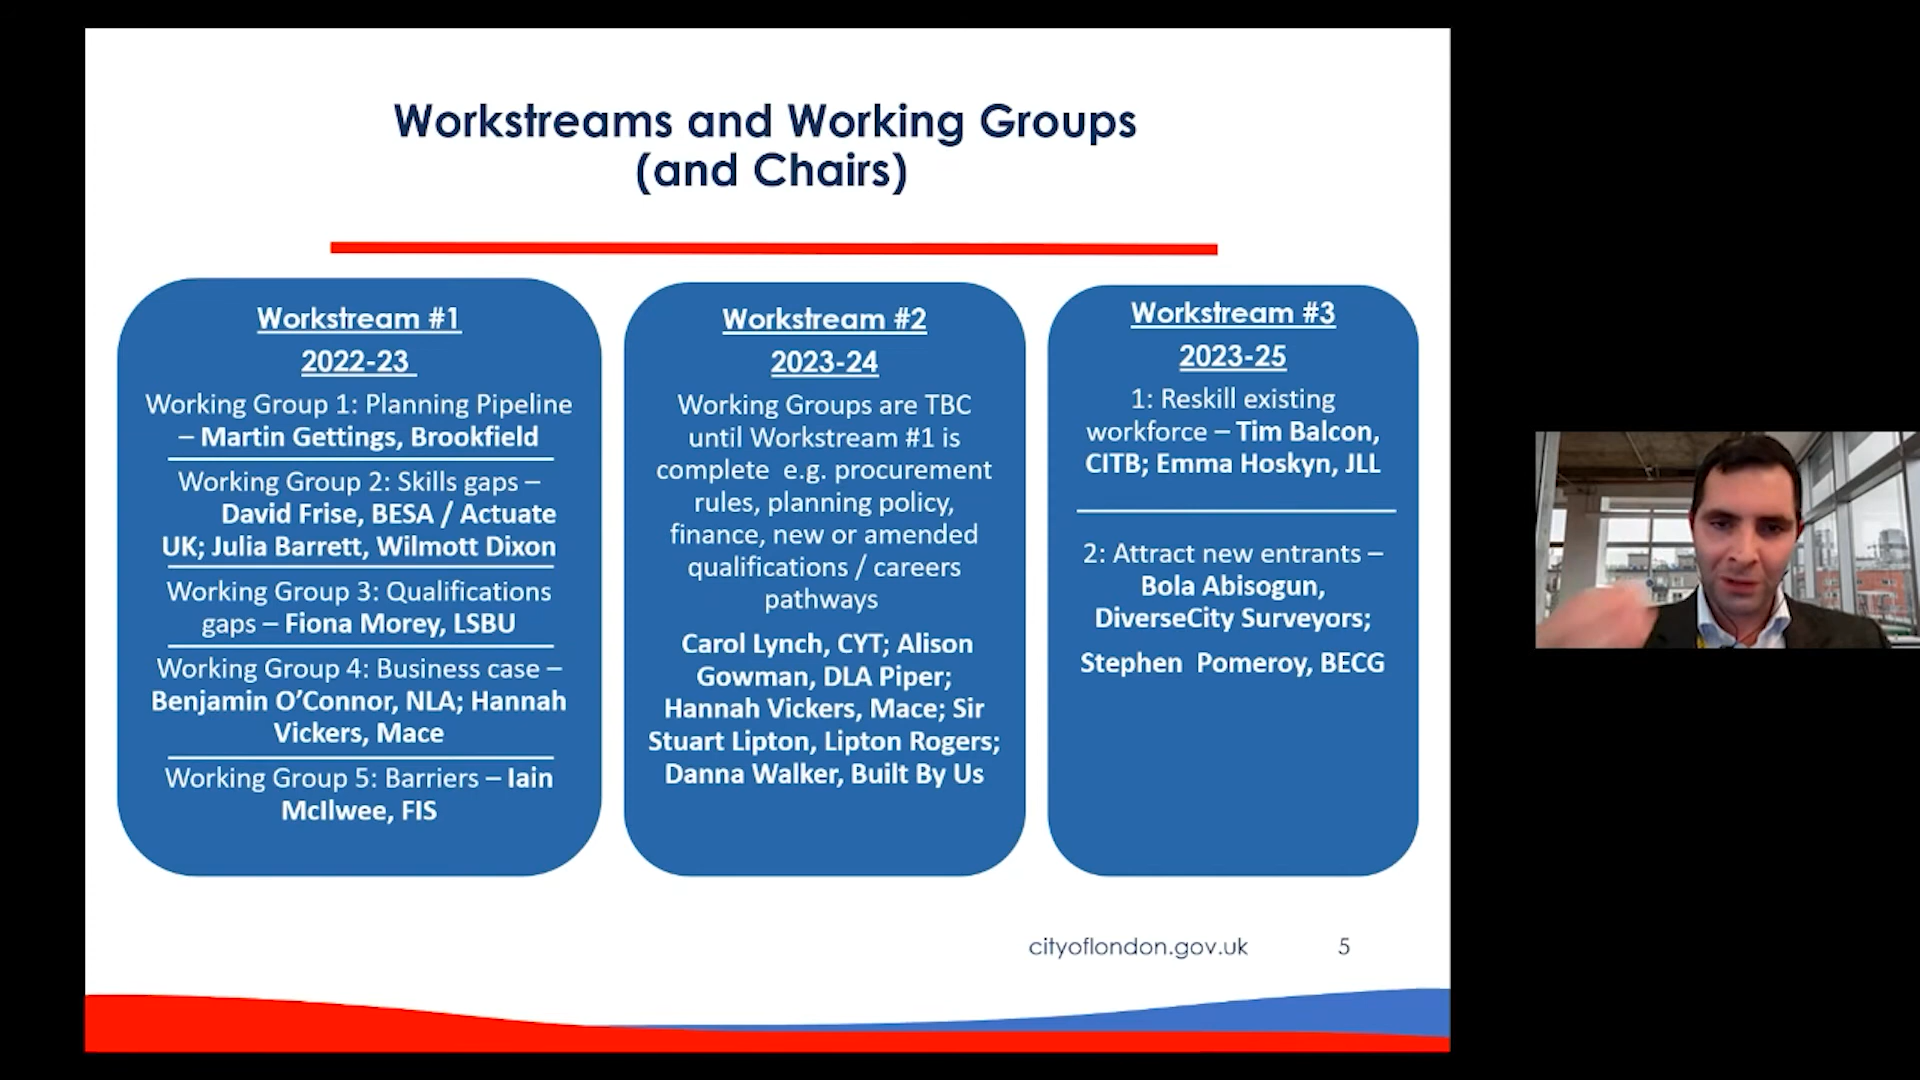 Workstreams and Working Groups
(and Chairs)
Workstream #1
2022-23
Working Group 1: Planning Pipeline
– Martin Gettings, Brookfield
Working Group 2: Skills gaps –
David Frise, BESA / Actuate
UK; Julia Barrett, Wilmott Dixon
Working Group 3: Qualifications
gaps – Fiona Morey, LSBU
Working Group 4: Business case –
Benjamin O’Connor, NLA; Hannah
Vickers, Mace
Working Group 5: Barriers – Iain
McIlwee, FIS
Workstream #2
2023-24
Working Groups are TBC
until Workstream #1 is
complete e.g. procurement
rules, planning policy,
finance, new or amended
qualifications / careers
pathways
Carol Lynch, CYT; Alison
Gowman, DLA Piper;
Hannah Vickers, Mace; Sir
Stuart Lipton, Lipton Rogers;
Danna Walker, Built By Us
Workstream #3
2023-25
1: Reskill existing
workforce – Tim Balcon,
CITB; Emma Hoskyn, JLL
2: Attract new entrants –
Bola Abisogun,
DiverseCity Surveyors;
Stephen Pomeroy, BECG
cityoflondon.gov.uk
5